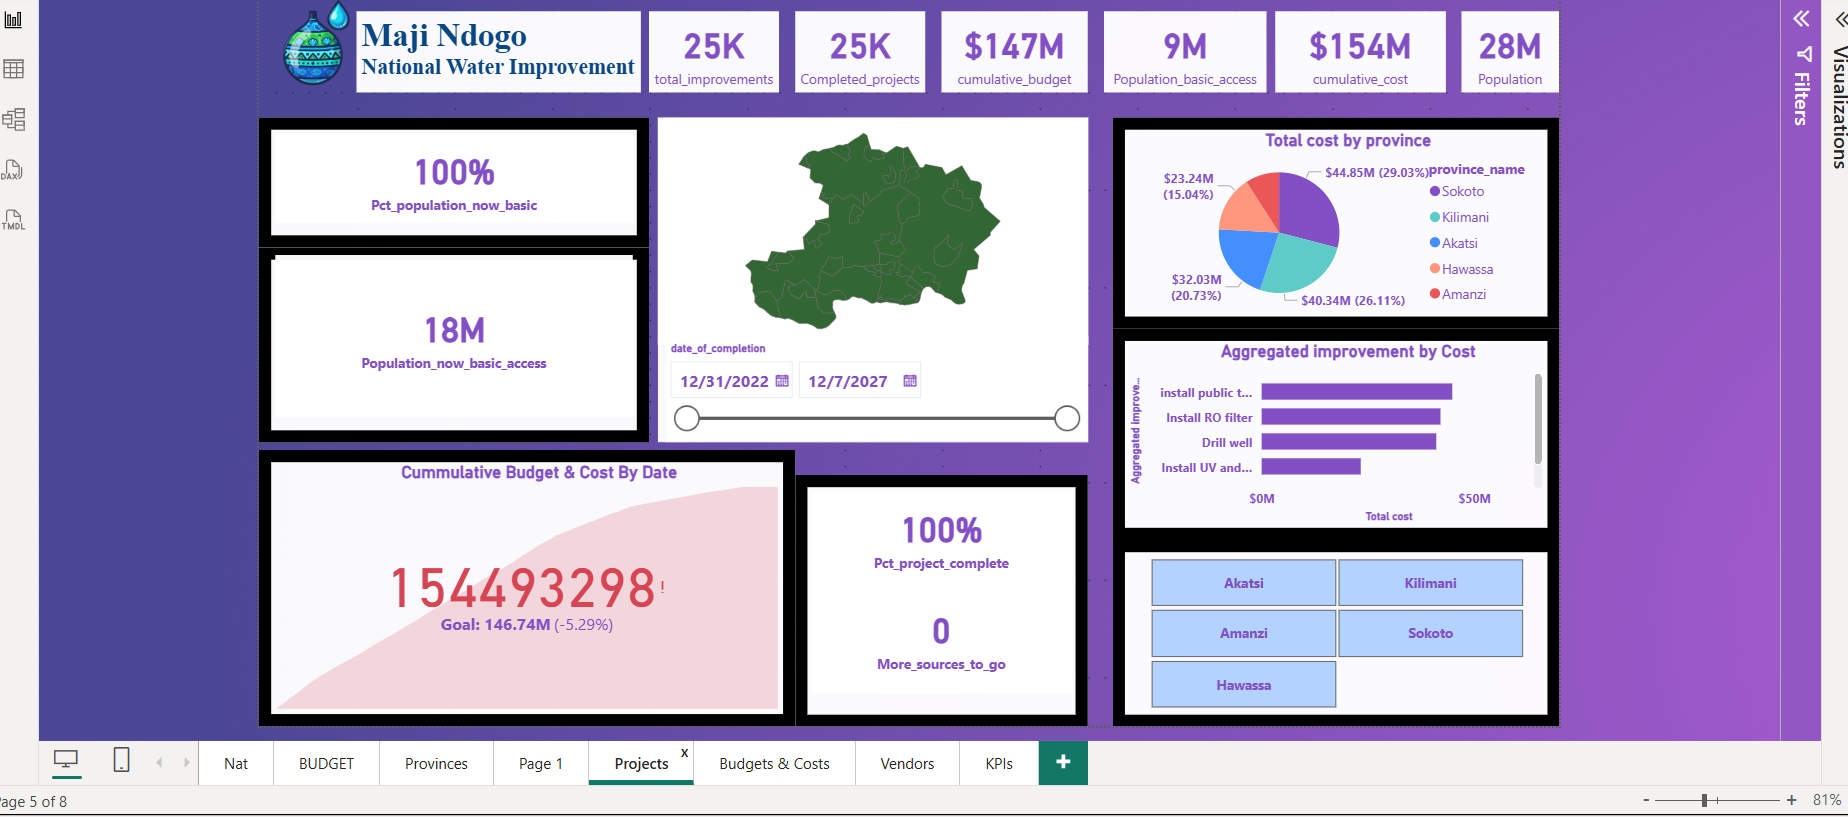 Maji Ndogo
National Water Improvement
25K
total_improvements
25K
Completed_projects
$147M
cumulative_budget
9M
Population_basic_access
$154M
cumulative_cost
28M
Population
Filters
Visualizations
DAX
TMDL
100%
Pct_population_now_basic
18M
Population_now_basic_access
date_of_completion
12/31/2022
12/7/2027
Total cost by province
$44.85M (29.03%)
$23.24M
(15.04%)
$32.03M
(20.73%)
$40.34M (26.11%)
province_name
Sokoto
Kilimani
Akatsi
Hawassa
Amanzi
Aggregated improvement by Cost
Aggregated improve...
install public t...
Install RO filter
Drill well
Install UV and...
$0M
$50M
Total cost
Cummulative Budget & Cost By Date
154493298!
Goal: 146.74M (-5.29%)
100%
Pct_project_complete
0
More_sources_to_go
Akatsi
Kilimani
Amanzi
Sokoto
Hawassa
Nat
BUDGET
Provinces
Page 1
Projects
x
Budgets & Costs
Vendors
KPIs
+
age 5 of 8
- + 81%